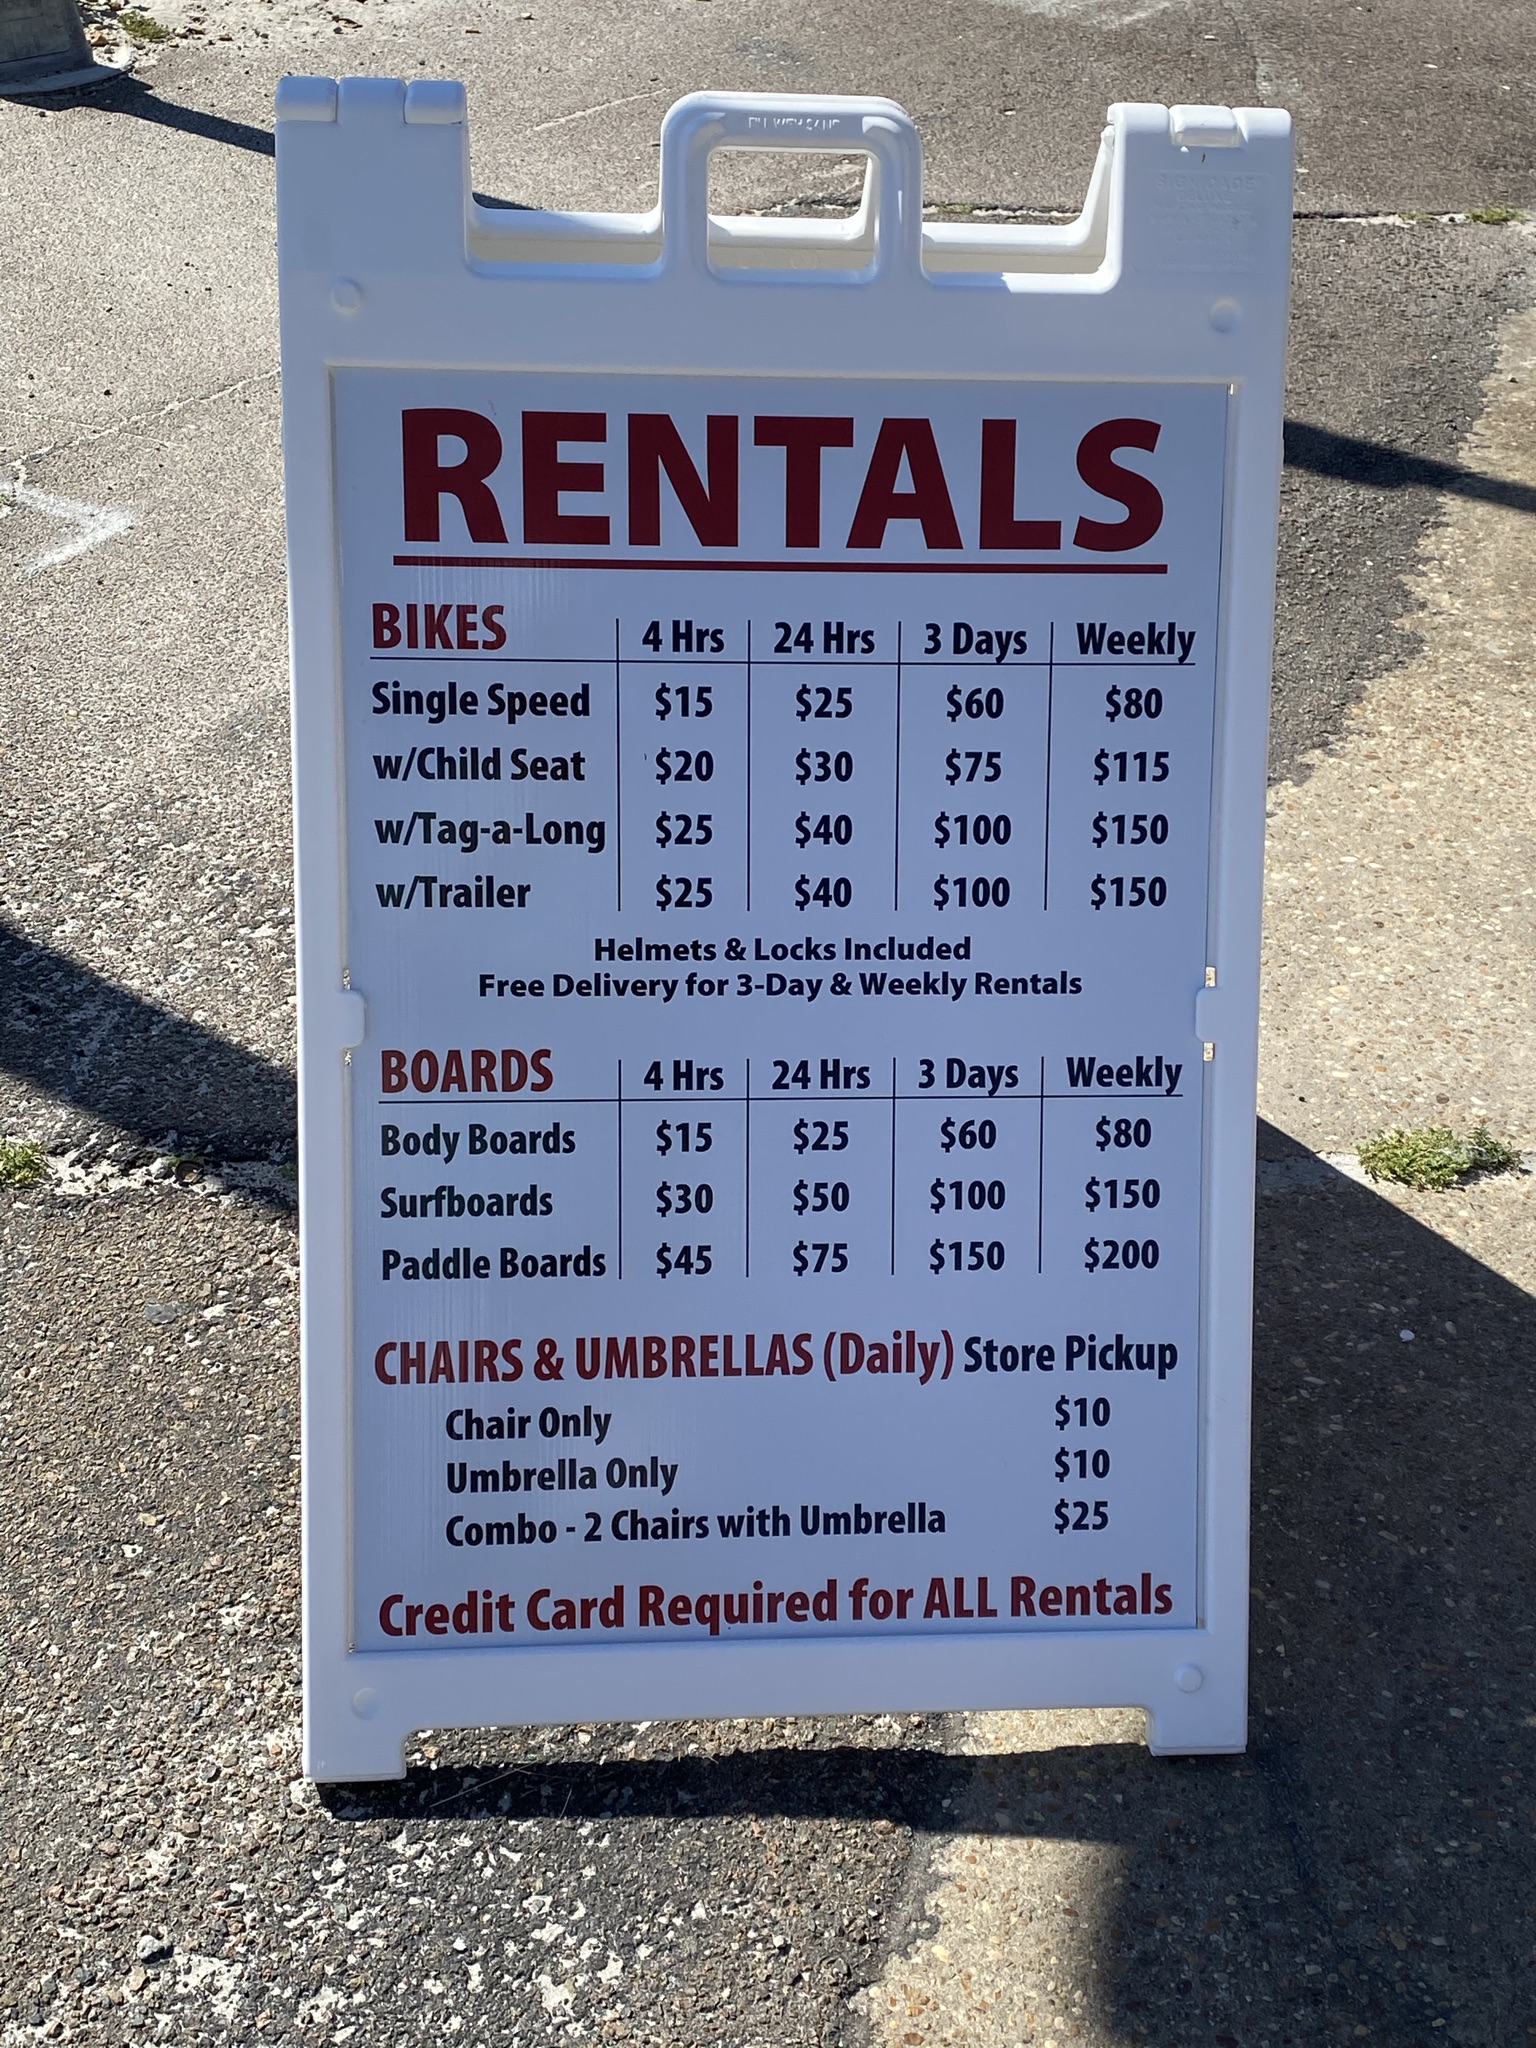 RENTALS
BIKES 4 Hrs 24 Hrs 3 Days Weekly
Single Speed $15 $25 $60 $80
w/Child Seat $20 $30 $75 $115
w/Tag-a-Long $25 $40 $100 $150
w/Trailer $25 $40 $100 $150
Helmets & Locks Included
Free Delivery for 3-Day & Weekly Rentals
BOARDS 4 Hrs 24 Hrs 3 Days Weekly
Body Boards $15 $25 $60 $80
Surfboards $30 $50 $100 $150
Paddle Boards $45 $75 $150 $200
CHAIRS & UMBRELLAS (Daily) Store Pickup
Chair Only $10
Umbrella Only $10
Combo - 2 Chairs with Umbrella $25
Credit Card Required for ALL Rentals